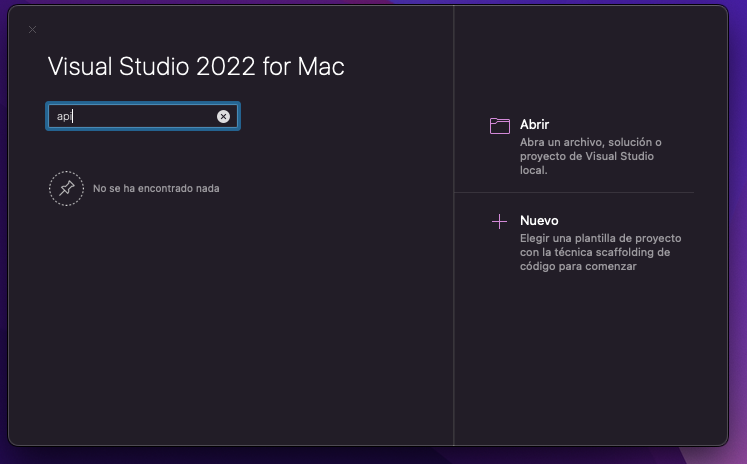 Visual Studio 2022 for Mac
api
No se ha encontrado nada
Abrir
Abra un archivo, solución o
proyecto de Visual Studio
local.
Nuevo
Elegir una plantilla de proyecto
con la técnica scaffolding de
código para comenzar